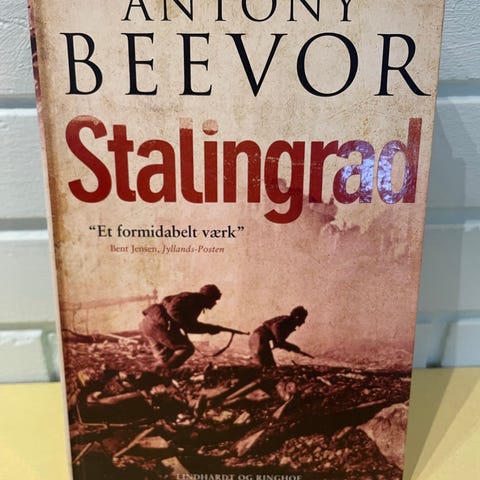 ANTONY
BEEVOR
Stalingrad
“Et formidabelt værk”
Bent Jensen, Jyllands-Posten
LINDHARDT OG RINGHOF